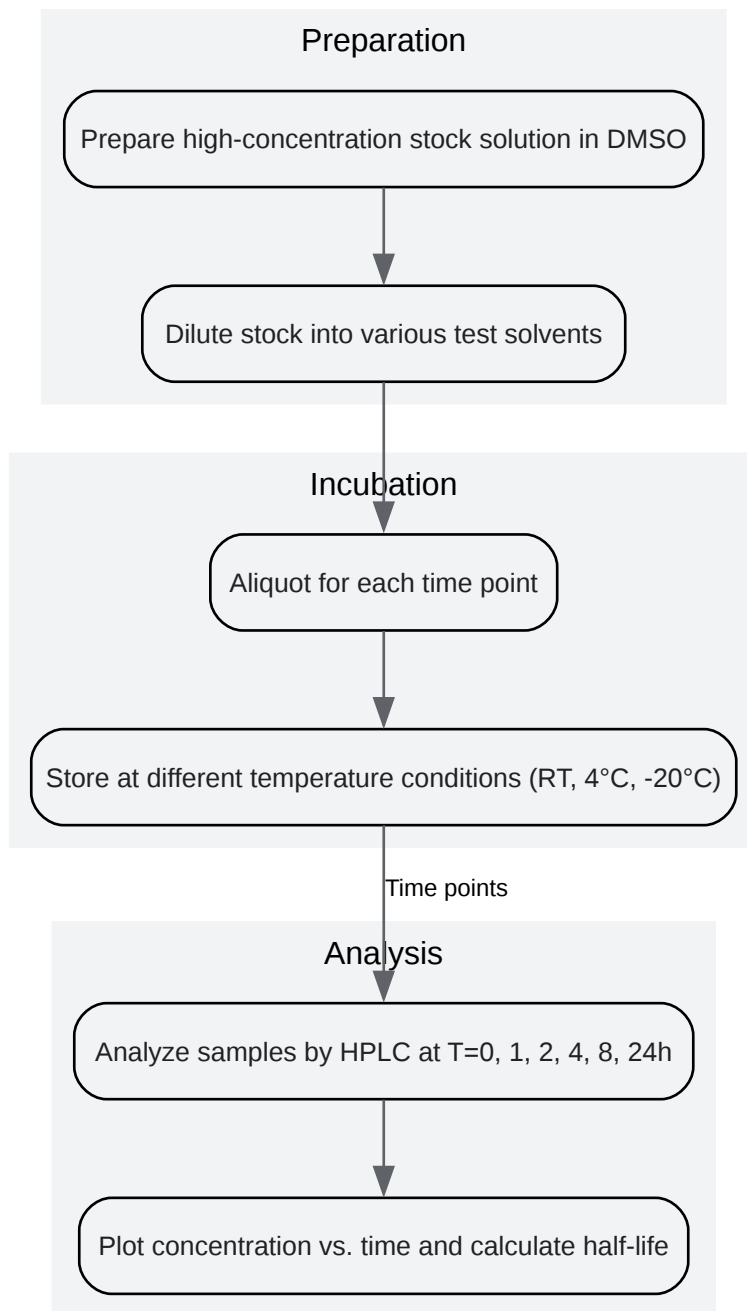 Preparation
Prepare high-concentration stock solution in DMSO
Dilute stock into various test solvents
Incubation
Aliquot for each time point
Store at different temperature conditions (RT, 4°C, -20°C)
Time points
Analysis
Analyze samples by HPLC at T=0, 1, 2, 4, 8, 24h
Plot concentration vs. time and calculate half-life